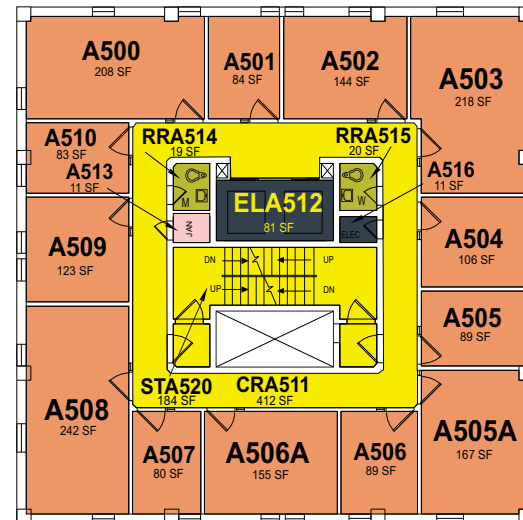 A500
208 SF
A501
84 SF
A502
144 SF
A503
218 SF
A510
83 SF
RRA514
19 SF
RRA515
20 SF
A513
11 SF
A516
11 SF
M
W
ELA512
81 SF
JAN
ELEC
A509
123 SF
A504
106 SF
DN
UP
UP
DN
A505
89 SF
STA520
184 SF
CRA511
412 SF
A508
242 SF
A507
80 SF
A506A
155 SF
A506
89 SF
A505A
167 SF